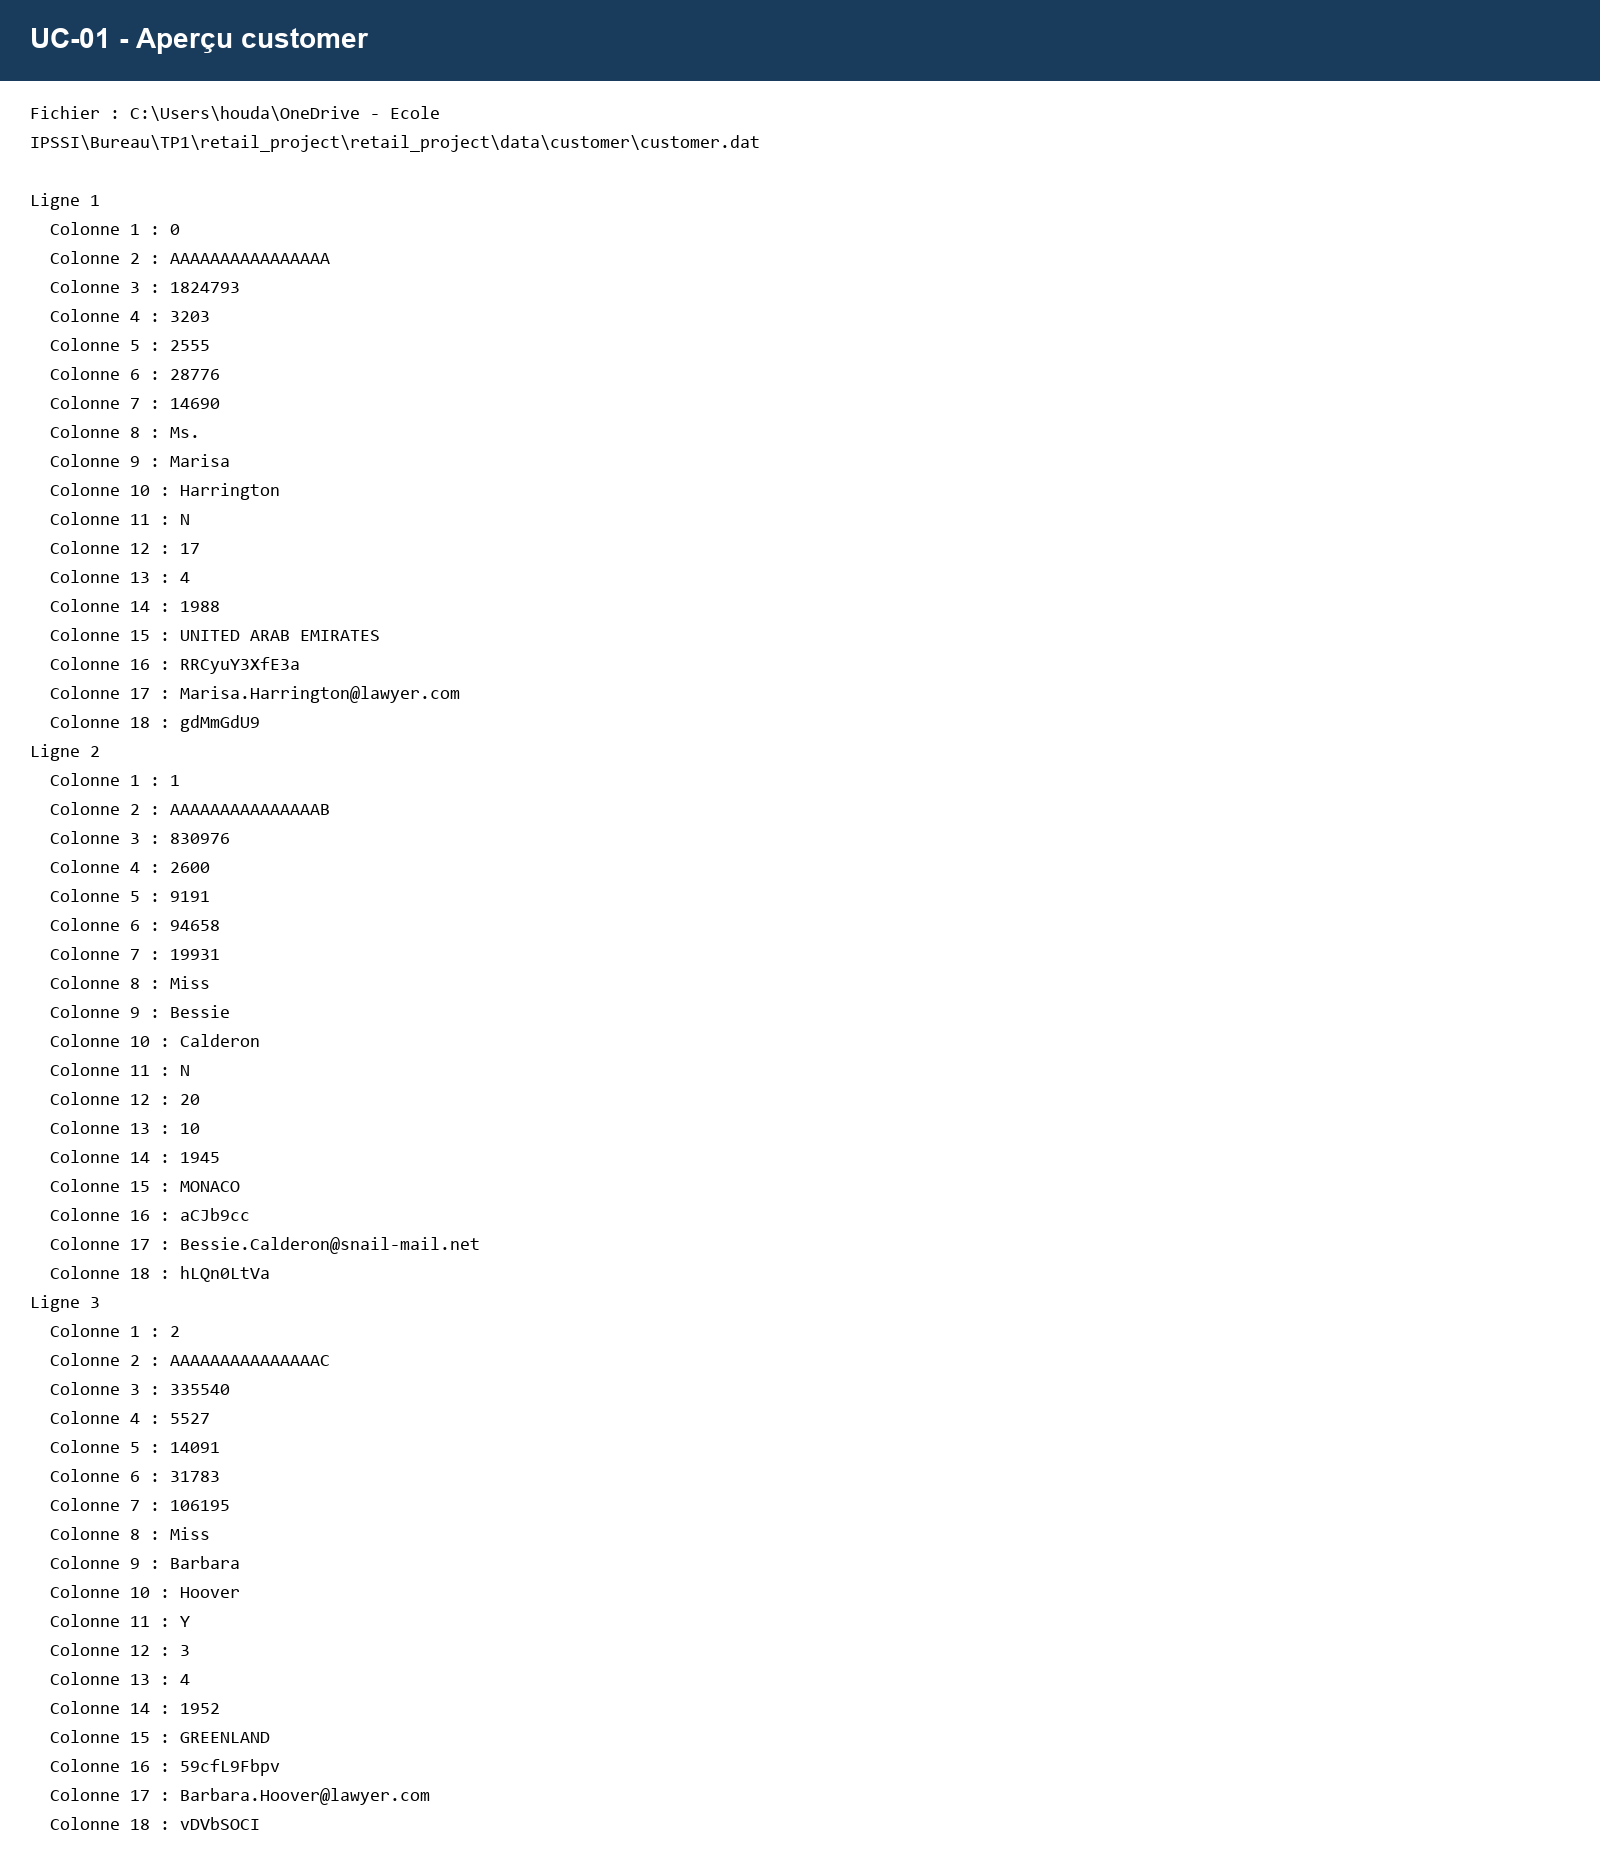 UC-01 - Aperçu customer
Fichier : C:\Users\houda\OneDrive - Ecole
IPSSI\Bureau\TP1\retail_project\retail_project\data\customer\customer.dat
Ligne 1
Colonne 1 : 0
Colonne 2 : AAAAAAAAAAAAAAAA
Colonne 3 : 1824793
Colonne 4 : 3203
Colonne 5 : 2555
Colonne 6 : 28776
Colonne 7 : 14690
Colonne 8 : Ms.
Colonne 9 : Marisa
Colonne 10 : Harrington
Colonne 11 : N
Colonne 12 : 17
Colonne 13 : 4
Colonne 14 : 1988
Colonne 15 : UNITED ARAB EMIRATES
Colonne 16 : RRCyuY3XfE3a
Colonne 17 : Marisa.Harrington@lawyer.com
Colonne 18 : gdMmGdU9
Ligne 2
Colonne 1 : 1
Colonne 2 : AAAAAAAAAAAAAAAB
Colonne 3 : 830976
Colonne 4 : 2600
Colonne 5 : 9191
Colonne 6 : 94658
Colonne 7 : 19931
Colonne 8 : Miss
Colonne 9 : Bessie
Colonne 10 : Calderon
Colonne 11 : N
Colonne 12 : 20
Colonne 13 : 10
Colonne 14 : 1945
Colonne 15 : MONACO
Colonne 16 : aCJb9cc
Colonne 17 : Bessie.Calderon@snail-mail.net
Colonne 18 : hLQn0LtVa
Ligne 3
Colonne 1 : 2
Colonne 2 : AAAAAAAAAAAAAAAC
Colonne 3 : 335540
Colonne 4 : 5527
Colonne 5 : 14091
Colonne 6 : 31783
Colonne 7 : 106195
Colonne 8 : Miss
Colonne 9 : Barbara
Colonne 10 : Hoover
Colonne 11 : Y
Colonne 12 : 3
Colonne 13 : 4
Colonne 14 : 1952
Colonne 15 : GREENLAND
Colonne 16 : 59cfL9Fbpv
Colonne 17 : Barbara.Hoover@lawyer.com
Colonne 18 : vDVbSOCI